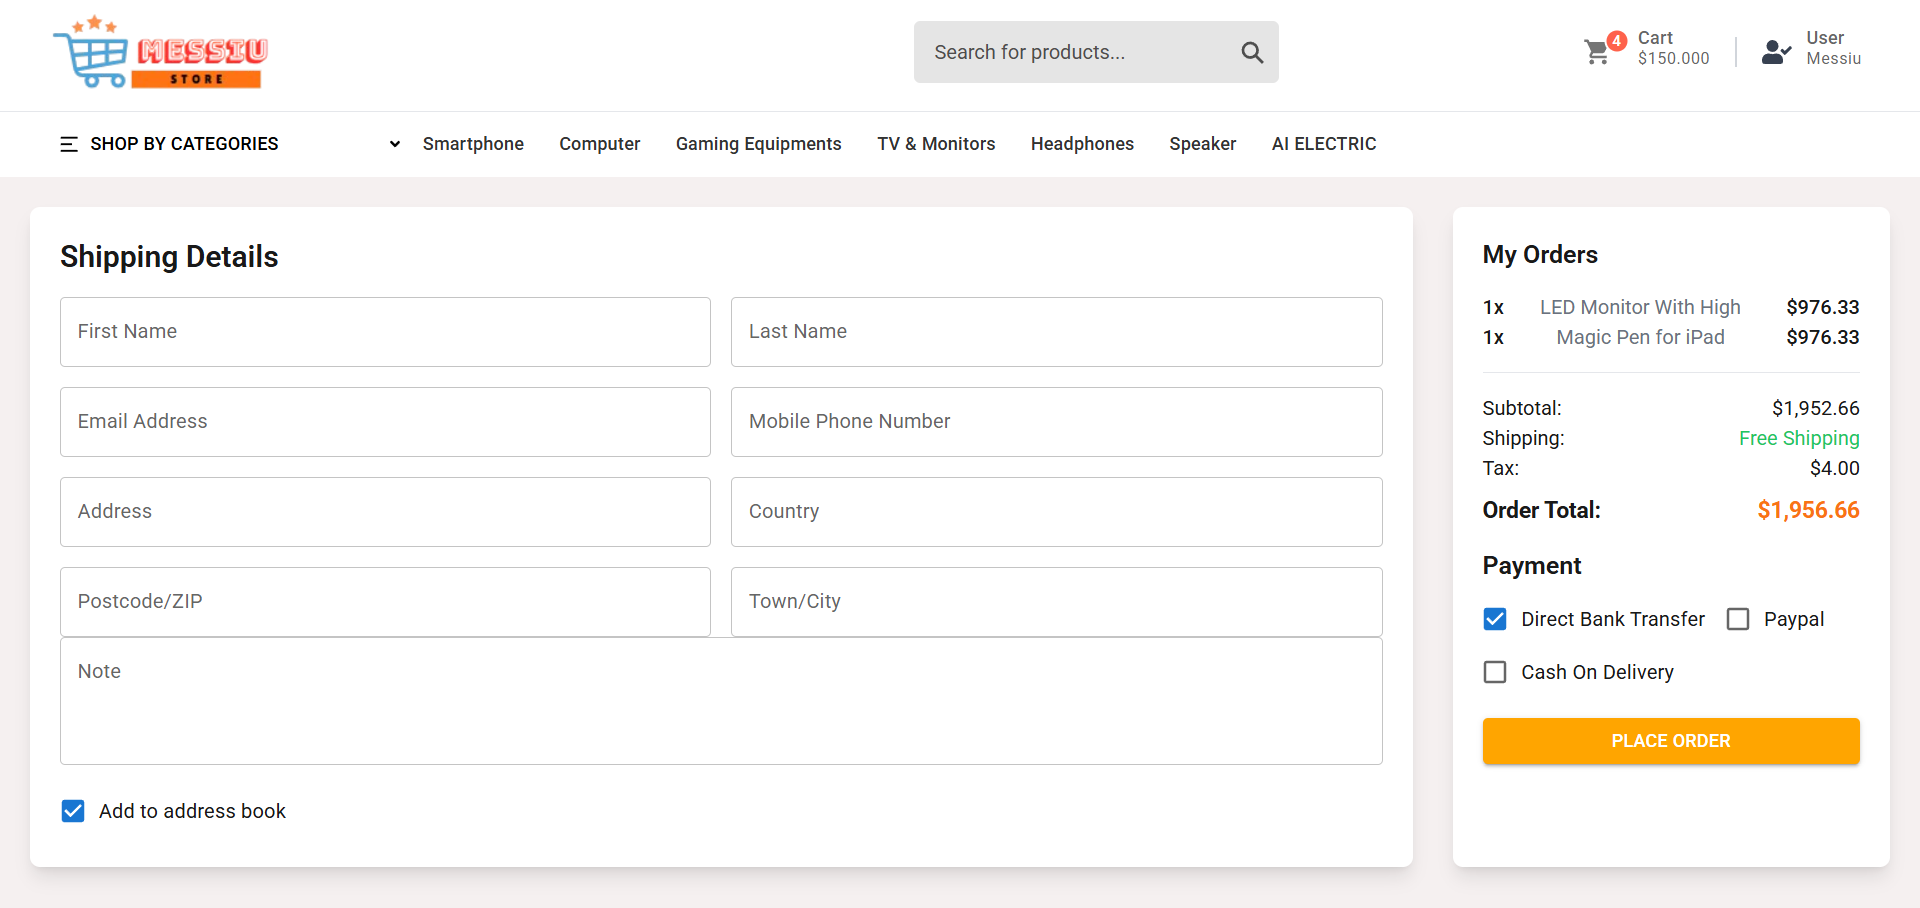 MESSIU
STORE
Search for products...
4
Cart
$150.000
User
Messiu
SHOP BY CATEGORIES
Smartphone
Computer
Gaming Equipments
TV & Monitors
Headphones
Speaker
AI ELECTRIC
Shipping Details
First Name
Last Name
Email Address
Mobile Phone Number
Address
Country
Postcode/ZIP
Town/City
Note
Add to address book
My Orders
1x LED Monitor With High $976.33
1x Magic Pen for iPad $976.33
Subtotal: $1,952.66
Shipping: Free Shipping
Tax: $4.00
Order Total: $1,956.66
Payment
Direct Bank Transfer
Paypal
Cash On Delivery
PLACE ORDER